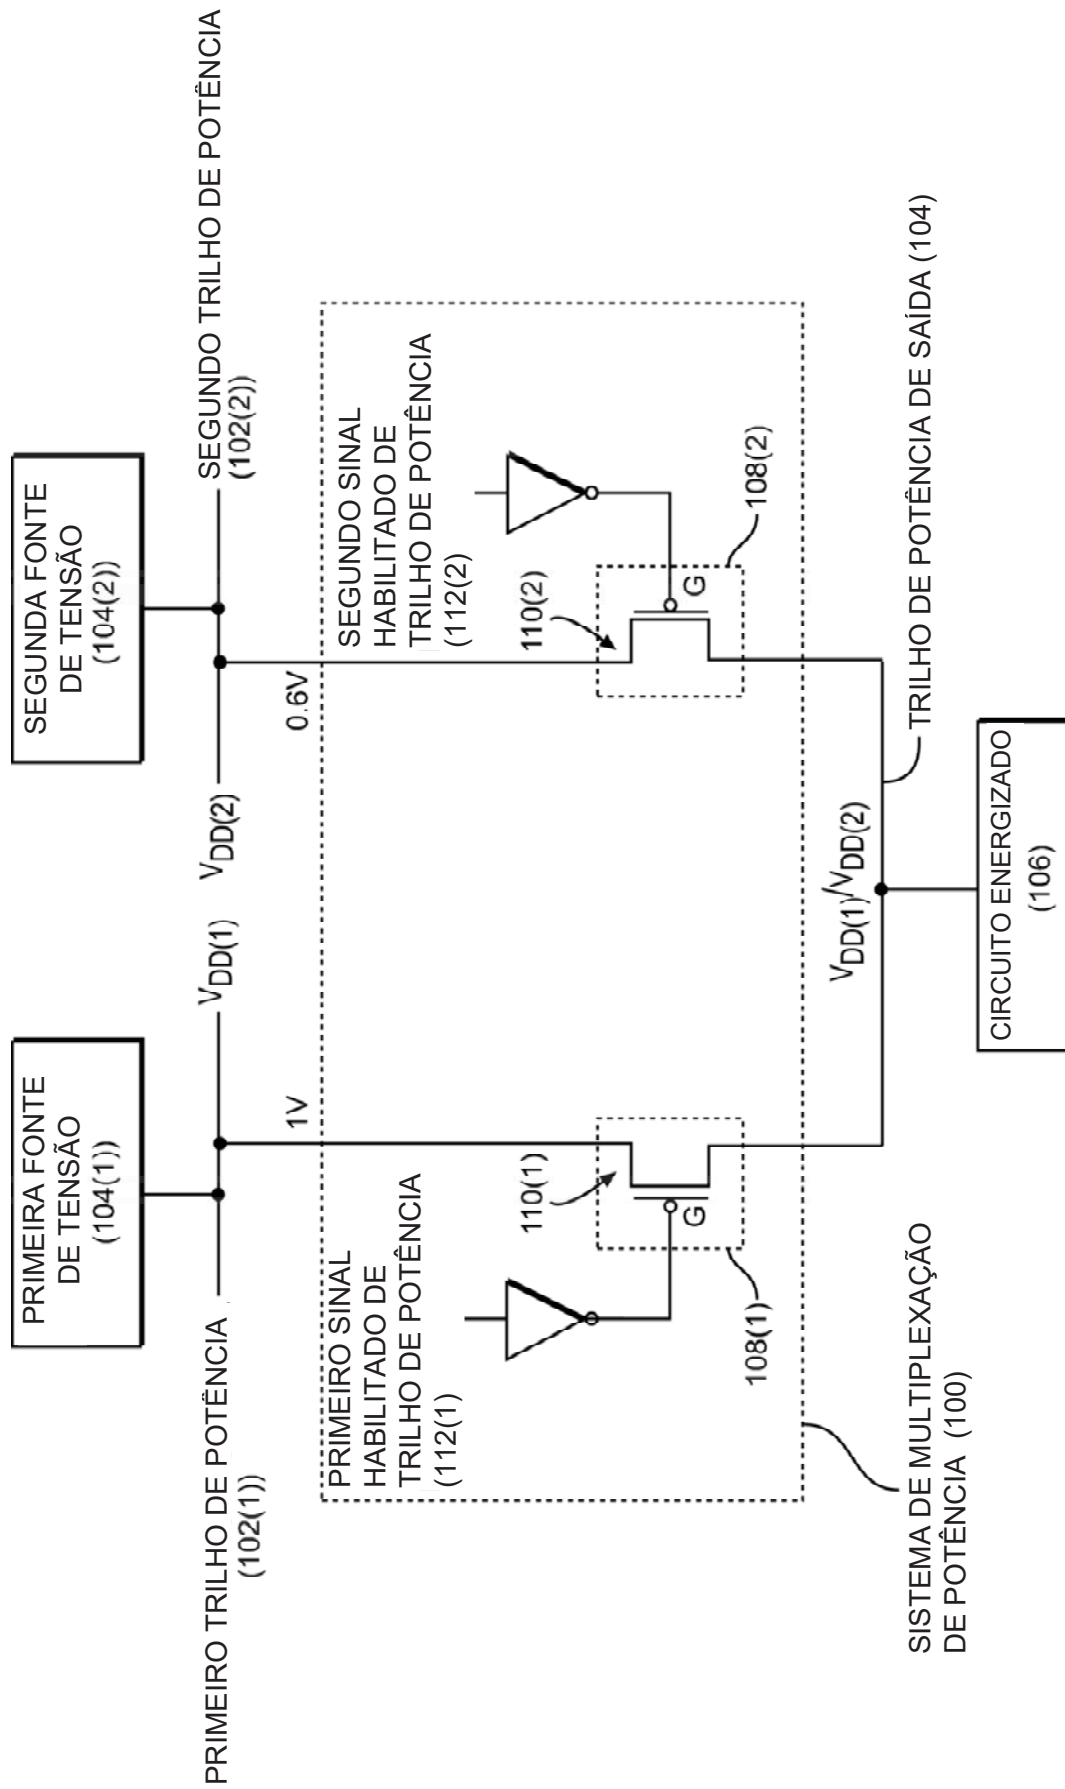 PRIMEIRA FONTE
DE TENSÃO
(104(1))
SEGUNDA FONTE
DE TENSÃO
(104(2))
PRIMEIRO TRILHO DE POTÊNCIA
(102(1))
VDD(1)
VDD(2)
SEGUNDO TRILHO DE POTÊNCIA
(102(2))
1V
0.6V
PRIMEIRO SINAL
HABILITADO DE
TRILHO DE POTÊNCIA
(112(1))
SEGUNDO SINAL
HABILITADO DE
TRILHO DE POTÊNCIA
(112(2))
110(1)
110(2)
G
G
108(1)
108(2)
VDD(1)/VDD(2)
TRILHO DE POTÊNCIA DE SAÍDA (104)
SISTEMA DE MULTIPLEXAÇÃO
DE POTÊNCIA (100)
CIRCUITO ENERGIZADO
(106)